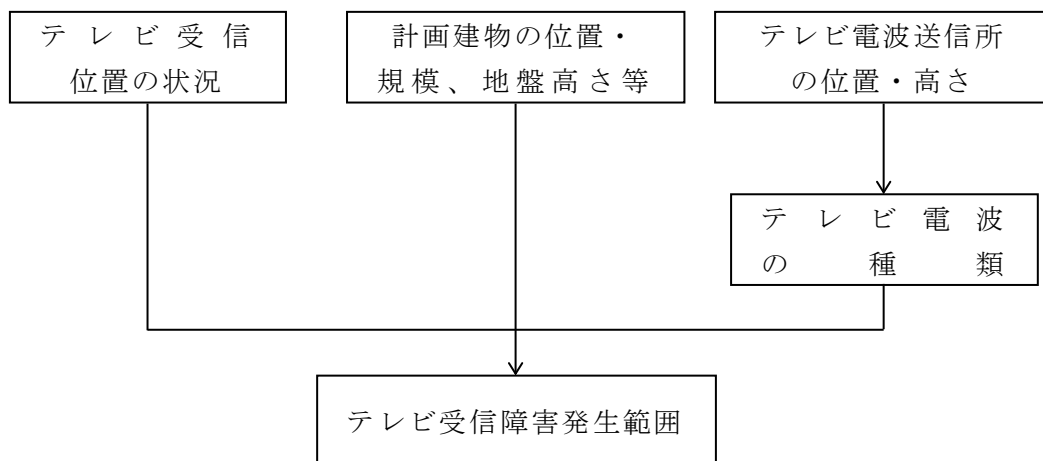 テレビ受信
位置の状況
計画建物の位置・
規模、地盤高さ等
テレビ電波送信所
の位置・高さ
テレビ電波
の種類
テレビ受信障害発生範囲